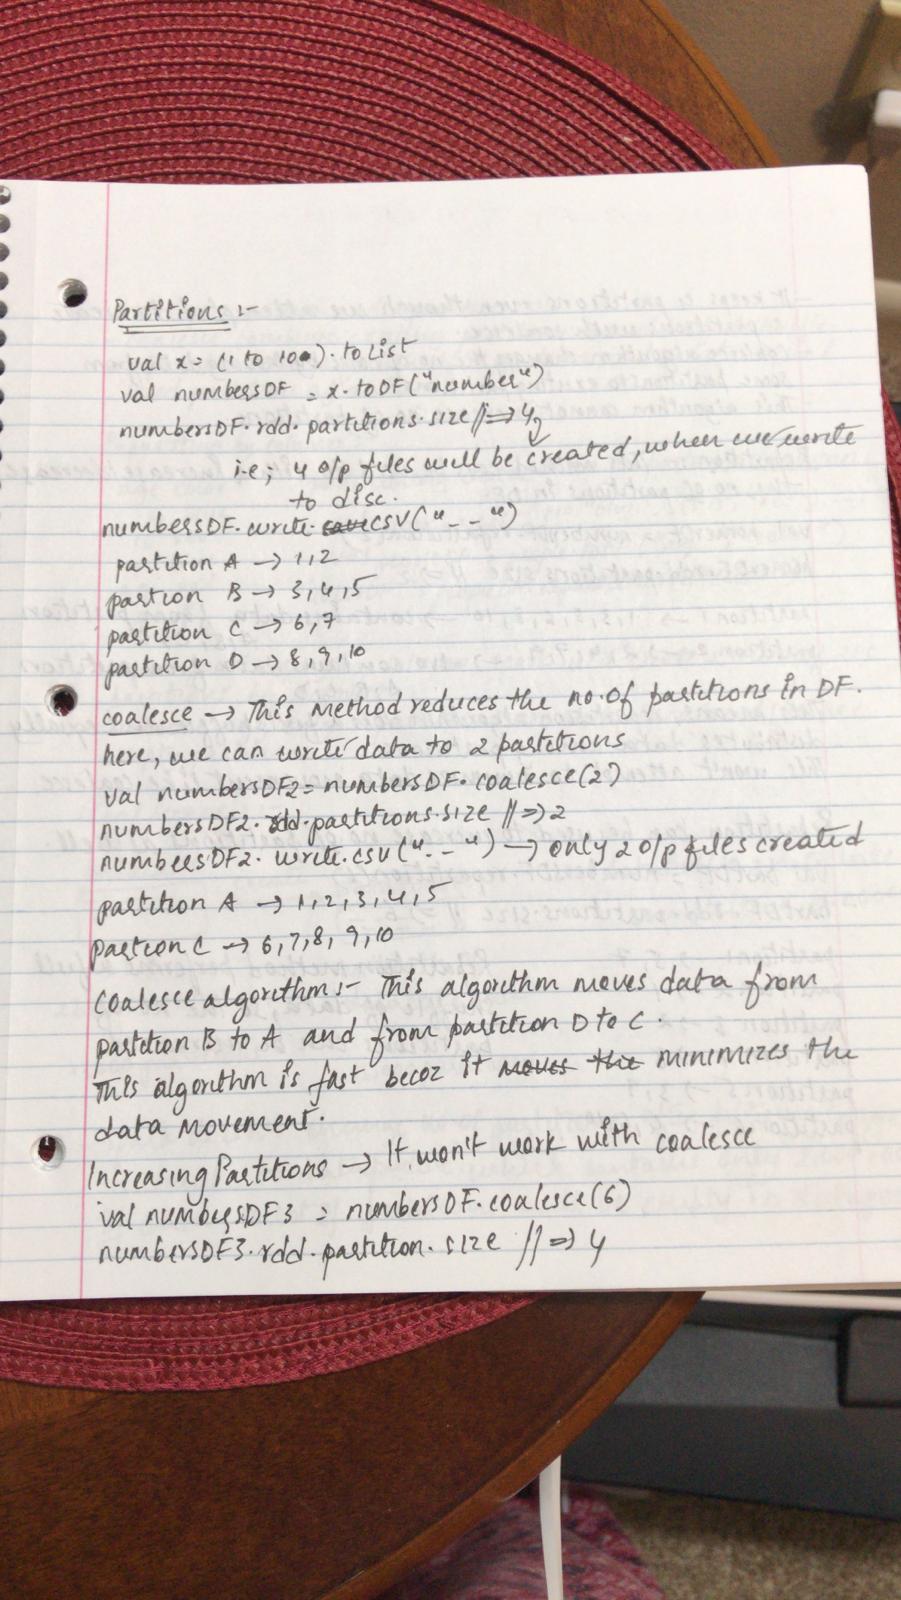 Partitions :-
val x = (1 to 100).toList
val numbersDF = x.toDF("number")
numbersDF.rdd.partitions.size // => 4
i.e; 4 o/p files will be created, when we write
to disc.
numbersDF.write.csv("- -")
partition A → 1,2
partion B → 3,4,5
partition C → 6,7
partition D → 8,9,10
coalesce → This method reduces the no.of partitions in DF.
here, we can write data to 2 partitions
val numbersDF2 = numbersDF.coalesce(2)
numbersDF2.rdd.partitions.size // => 2
numbersDF2.write.csv("- -") → only 2 o/p files created
partition A → 1,2,3,4,5
partion C → 6,7,8,9,10
Coalesce algorithm :- This algorithm moves data from
partition B to A and from partition D to C.
This algorithm is fast becoz it moves the minimizes the
data movement.
Increasing Partitions → It won't work with coalesce
val numbersDF3 = numbersDF.coalesce(6)
numbersDF3.rdd.partition.size // => 4